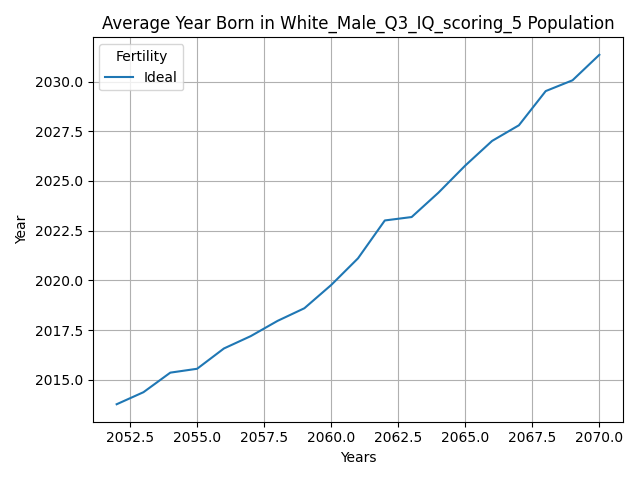 Average Year Born in White_Male_Q3_IQ_scoring_5 Population
Fertility
Ideal
Year
2030.0
2027.5
2025.0
2022.5
2020.0
2017.5
2015.0
2052.5 2055.0 2057.5 2060.0 2062.5 2065.0 2067.5 2070.0
Years